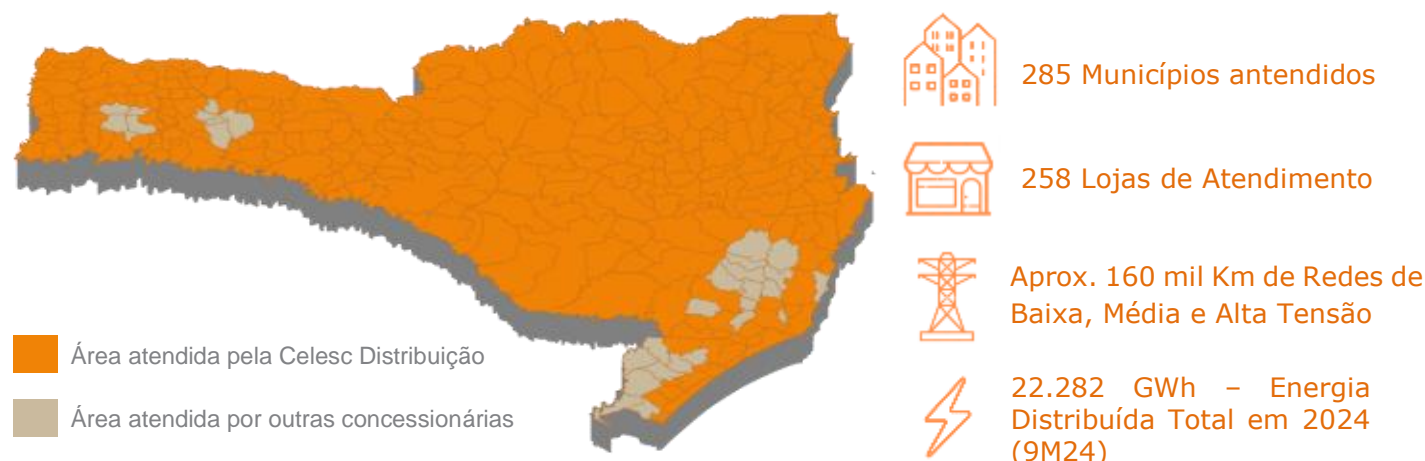 285 Municípios antendidos
258 Lojas de Atendimento
Aprox. 160 mil Km de Redes de
Baixa, Média e Alta Tensão
22.282 GWh – Energia
Distribuída Total em 2024
(9M24)
Área atendida pela Celesc Distribuição
Área atendida por outras concessionárias